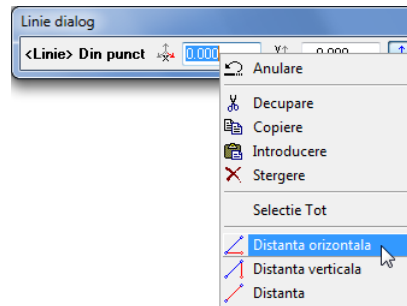 Linie dialog
<Linie> Din punct 0.000 0.000
Anulare
Decupare
Copiere
Introducere
Stergere
Selectie Tot
Distanta orizontala
Distanta verticala
Distanta